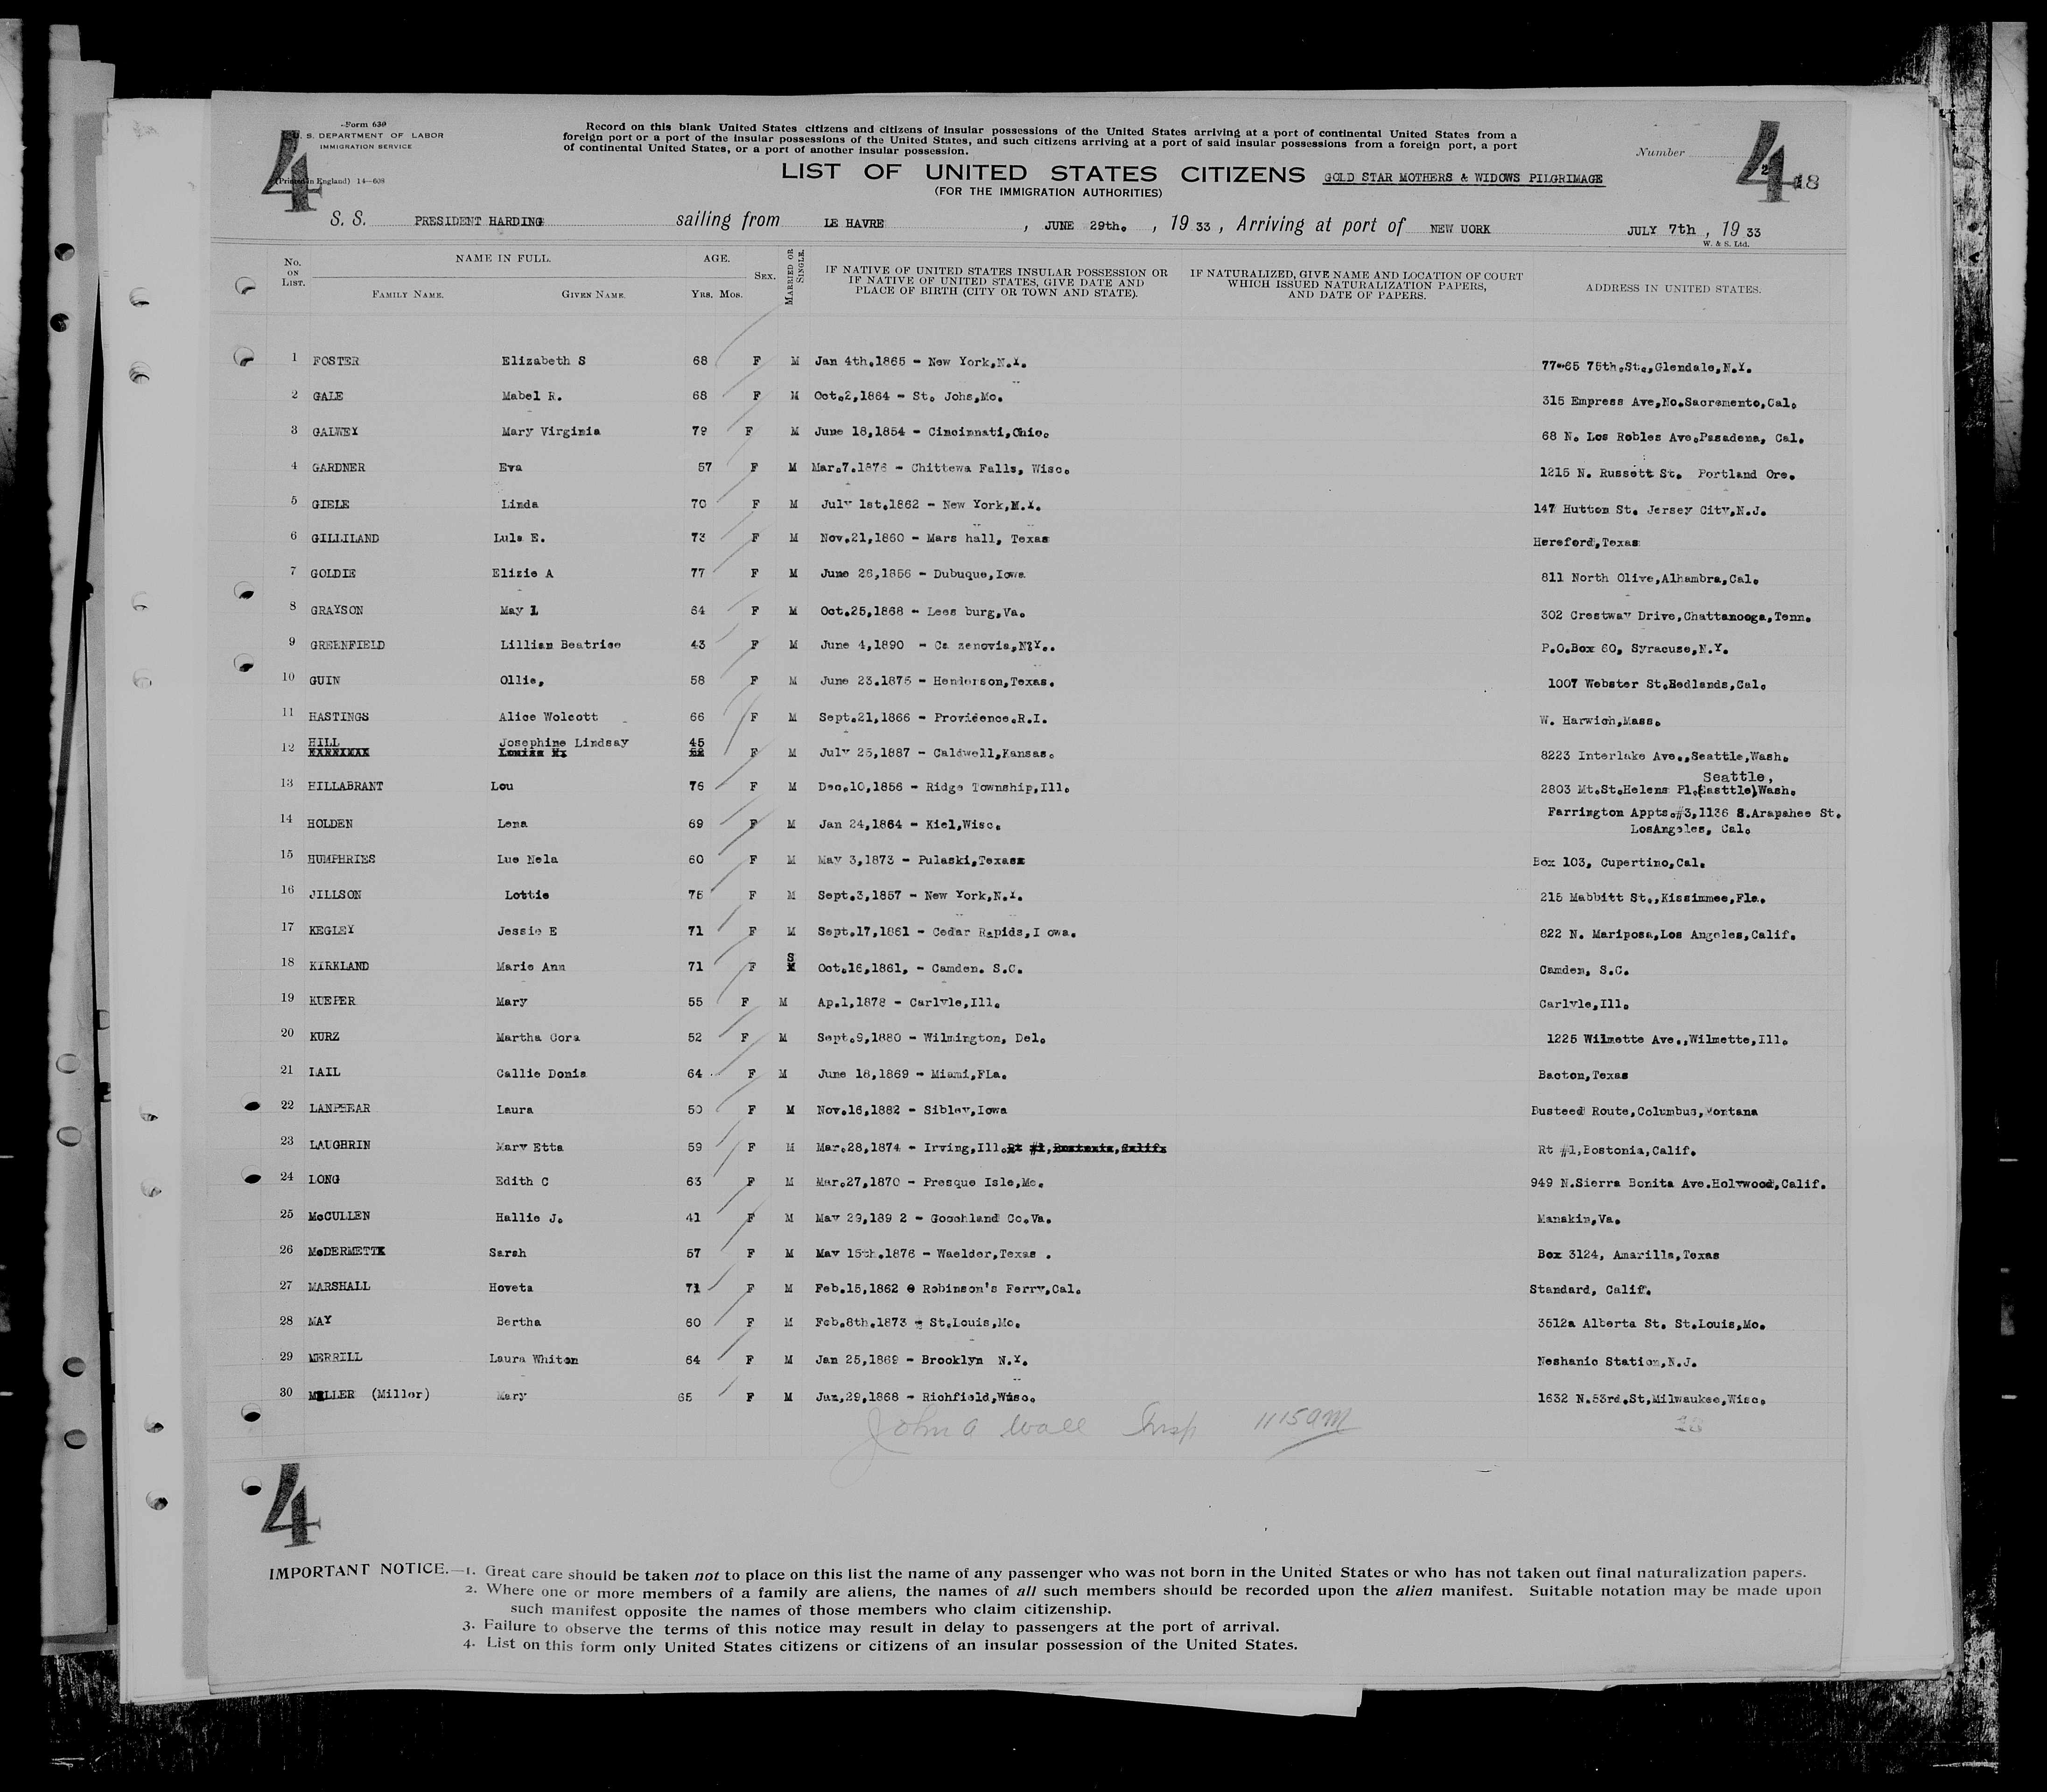 Form 630
U. S. DEPARTMENT OF LABOR
IMMIGRATION SERVICE
(Printed in England) 14—608
4
Record on this blank United States citizens and citizens of insular possessions of the United States arriving at a port of continental United States from a
foreign port or a port of the insular possessions of the United States, and such citizens arriving at a port of said insular possessions from a foreign port, a port
of continental United States, or a port of another insular possession.
Number
4
18
LIST OF UNITED STATES CITIZENS GOLD STAR MOTHERS & WIDOWS PILGRIMAGE
(FOR THE IMMIGRATION AUTHORITIES)
S. S. PRESIDENT HARDING sailing from LE HAVRE , JUNE 29th. , 19 33 , Arriving at port of NEW UORK JULY 7th , 19 33
W. & S. Ltd.
No. ON LIST. NAME IN FULL. FAMILY NAME. GIVEN NAME. AGE. YRS. MOS. SEX. MARRIED OR SINGLE. IF NATIVE OF UNITED STATES INSULAR POSSESSION OR IF NATIVE OF UNITED STATES, GIVE DATE AND PLACE OF BIRTH (CITY OR TOWN AND STATE). IF NATURALIZED, GIVE NAME AND LOCATION OF COURT WHICH ISSUED NATURALIZATION PAPERS, AND DATE OF PAPERS. ADDRESS IN UNITED STATES.
1 FOSTER Elizabeth S 68 F M Jan 4th.1865 - New York,N.Y. 77-65 75th.St.,Glendale,N.Y.
2 GALE Mabel R. 68 F M Oct.2,1864 - St. Johs,Mo. 315 Empress Ave,No.Sacramento,Cal.
3 GALWEY Mary Virginia 79 F M June 18,1854 - Cincinnati,Ohio. 68 N. Los Robles Ave.Pasadena, Cal.
4 GARDNER Eva 57 F M Mar.7.1876 - Chittewa Falls, Wisc. 1215 N. Russett St. Portland Ore.
5 GIELE Linda 70 F M July 1st.1862 - New York,N.Y. 147 Hutton St. Jersey City,N.J.
6 GILLILAND Lula E. 73 F M Nov.21,1860 - Mars hall, Texas Hereford,Texas
7 GOLDIE Elizie A 77 F M June 26,1856 - Dubuque,Iowa 811 North Olive,Alhambra,Cal.
8 GRAYSON May L 64 F M Oct.25,1868 - Lees burg,Va. 302 Crestway Drive,Chattanooga,Tenn.
9 GREENFIELD Lillian Beatrice 43 F M June 4,1890 - Ca zenovia,N?Y.. P.O.Box 60, Syracuse,N.Y.
10 GUIN Ollie, 58 F M June 23.1875 - Henderson,Texas. 1007 Webster St.Redlands,Cal.
11 HASTINGS Alice Wolcott 66 F M Sept.21,1866 - Providence.R.I. W. Harwich,Mass.
HILL Josephine Lindsay 45
12 F M July 25,1887 - Caldwell,Kansas. 8223 Interlake Ave.,Seattle,Wash.
Seattle,
13 HILLABRANT Lou 76 F M Dec.10,1856 - Ridge Township,Ill. 2803 Mt.St.Helens Pl.(Easttle)Wash.
14 HOLDEN Lena 69 F M Jan 24,1864 - Kiel,Wisc. Farrington Appts.#3,1136 S.Arapahee St.
LosAngeles, Cal.
15 HUMPHRIES Lue Nela 60 F M May 3,1873 - Pulaski,Texas Box 103, Cupertino,Cal.
16 JILLSON Lottie 75 F M Sept.3,1857 - New York,N.Y. 215 Mabbitt St.,Kissimmee,Fla.
17 KEGLEY Jessie E 71 F M Sept.17,1861 - Cedar Rapids,I owa. 822 N. Mariposa,Los Angeles,Calif.
18 KIRKLAND Marie Ann 71 F S Oct.16,1861, - Camden. S.C. Camden, S.C.
19 KUEPER Mary 55 F M Ap.1,1878 - Carlyle,Ill. Carlyle,Ill.
20 KURZ Martha Cora 52 F M Sept.9,1880 - Wilmington, Del. 1225 Wilmette Ave.,Wilmette,Ill.
21 LAIL Callie Donis 64 F M June 18,1869 - Miami,FLa. Bacton,Texas
22 LANPHEAR Laura 50 F M Nov.16,1882 - Sibley,Iowa Busteed Route,Columbus,Montana
23 LAUGHRIN Mary Etta 59 F M Mar.28,1874 - Irving,Ill.Rt #1,Bostonia,Calif. Rt #1,Bostonia,Calif.
24 LONG Edith C 63 F M Mar.27,1870 - Presque Isle,Me. 949 N.Sierra Bonita Ave.Holywood,Calif.
25 McCULLEN Hallie J. 41 F M May 29,189 2 - Goochland Co.Va. Manakin,Va.
26 McDERMETT Sarah 57 F M May 15th.1876 - Waelder,Texas . Box 3124, Amarilla,Texas
27 MARSHALL Hoveta 71 F M Feb.15,1862 @ Robinson's Ferry,Cal. Standard, Calif.
28 MAY Bertha 60 F M Feb.8th.1873 - St.Louis,Mo. 3512a Alberta St. St.Louis,Mo.
29 MERRILL Laura Whiton 64 F M Jan 25,1869 - Brooklyn N.Y. Neshanic Station,N.J.
30 MILLER (Miller) Mary 65 F M Jan,29,1868 - Richfield,Wisc. 1632 N.53rd.St,Milwaukee,Wisc.
John A Wall Insp 1115 AM
4
IMPORTANT NOTICE.—1. Great care should be taken not to place on this list the name of any passenger who was not born in the United States or who has not taken out final naturalization papers.
2. Where one or more members of a family are aliens, the names of all such members should be recorded upon the alien manifest. Suitable notation may be made upon
such manifest opposite the names of those members who claim citizenship.
3. Failure to observe the terms of this notice may result in delay to passengers at the port of arrival.
4. List on this form only United States citizens or citizens of an insular possession of the United States.